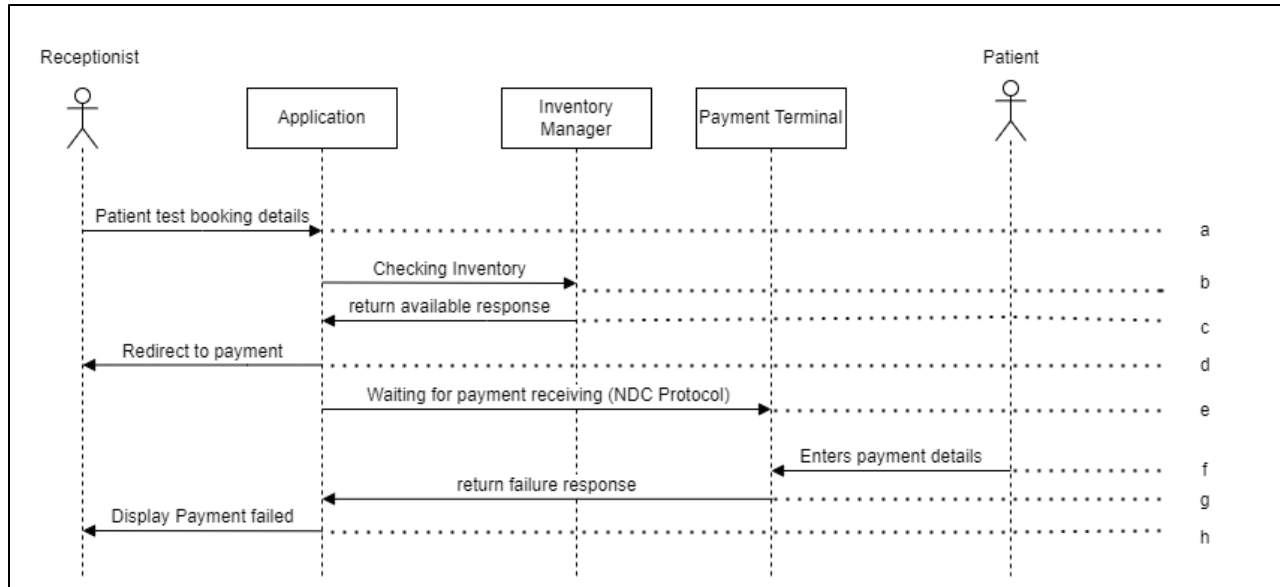 Receptionist
Patient
Application
Inventory
Manager
Payment Terminal
Patient test booking details
a
Checking Inventory
b
return available response
c
Redirect to payment
d
Waiting for payment receiving (NDC Protocol)
e
Enters payment details
f
return failure response
g
Display Payment failed
h